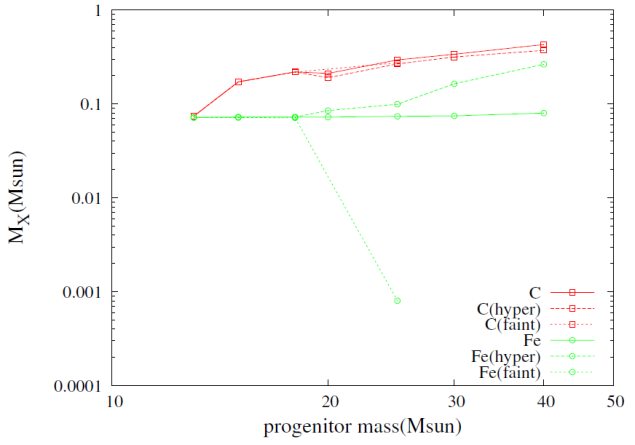 1
0.1
0.01
0.001
0.0001
M_X(Msun)
10
20
30
40
50
progenitor mass(Msun)
C
C(hyper)
C(faint)
Fe
Fe(hyper)
Fe(faint)